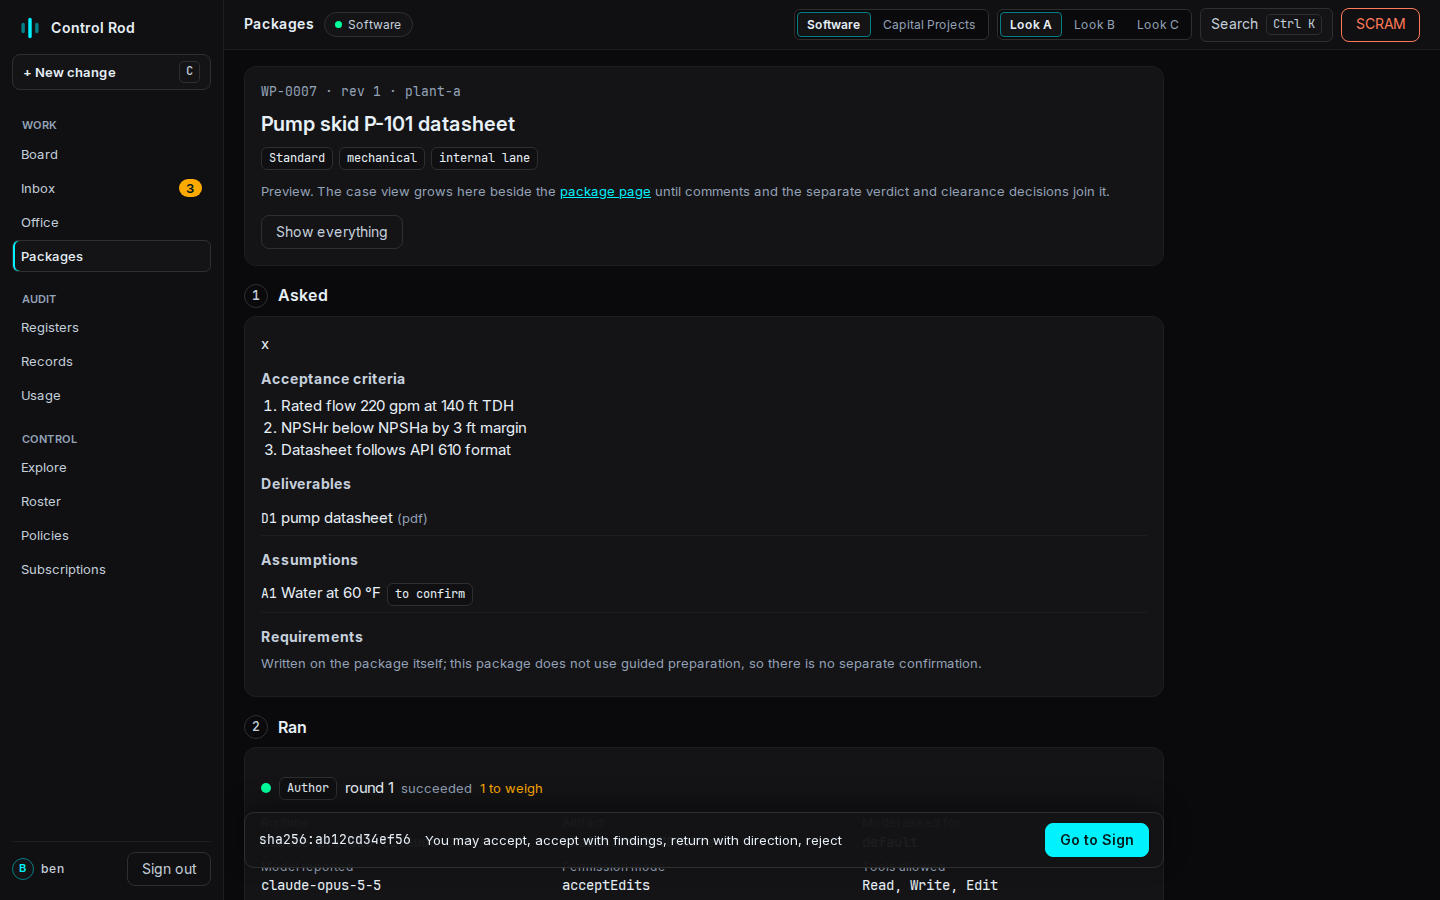 Control Rod
+ New change C
WORK
Board
Inbox 3
Office
Packages
AUDIT
Registers
Records
Usage
CONTROL
Explore
Roster
Policies
Subscriptions
B ben Sign out
Packages Software Software Capital Projects Look A Look B Look C Search Ctrl K SCRAM
WP-0007 · rev 1 · plant-a
Pump skid P-101 datasheet
Standard mechanical internal lane
Preview. The case view grows here beside the package page until comments and the separate verdict and clearance decisions join it.
Show everything
1 Asked
x
Acceptance criteria
1. Rated flow 220 gpm at 140 ft TDH
2. NPSHr below NPSHa by 3 ft margin
3. Datasheet follows API 610 format
Deliverables
D1 pump datasheet (pdf)
Assumptions
A1 Water at 60 °F to confirm
Requirements
Written on the package itself; this package does not use guided preparation, so there is no separate confirmation.
2 Ran
Author round 1 succeeded 1 to weigh
sha256:ab12cd34ef56 You may accept, accept with findings, return with direction, reject Go to Sign
default
Model reported Permission mode Tools allowed
claude-opus-5-5 acceptEdits Read, Write, Edit